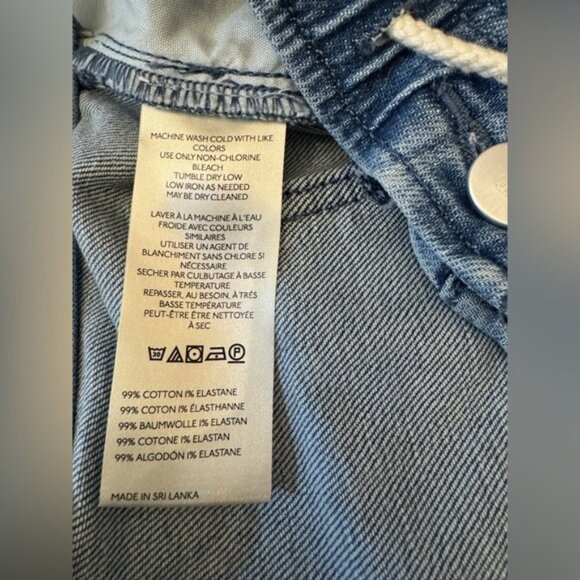 MACHINE WASH COLD WITH LIKE
COLORS
USE ONLY NON-CHLORINE
BLEACH
TUMBLE DRY LOW
LOW IRON AS NEEDED
MAY BE DRY CLEANED
LAVER À LA MACHINE À L'EAU
FROIDE AVEC COULEURS
SIMILAIRES
UTILISER UN AGENT DE
BLANCHIMENT SANS CHLORE SI
NÉCESSAIRE
SECHER PAR CULBUTAGE À BASSE
TEMPERATURE
REPASSER, AU BESOIN, À TRÈS
BASSE TEMPÉRATURE
PEUT-ÊTRE ÊTRE NETTOYÉE
À SEC
30 P
99% COTTON 1% ELASTANE
99% COTON 1% ÉLASTHANNE
99% BAUMWOLLE 1% ELASTAN
99% COTONE 1% ELASTAN
99% ALGODÓN 1% ELASTANE
MADE IN SRI LANKA